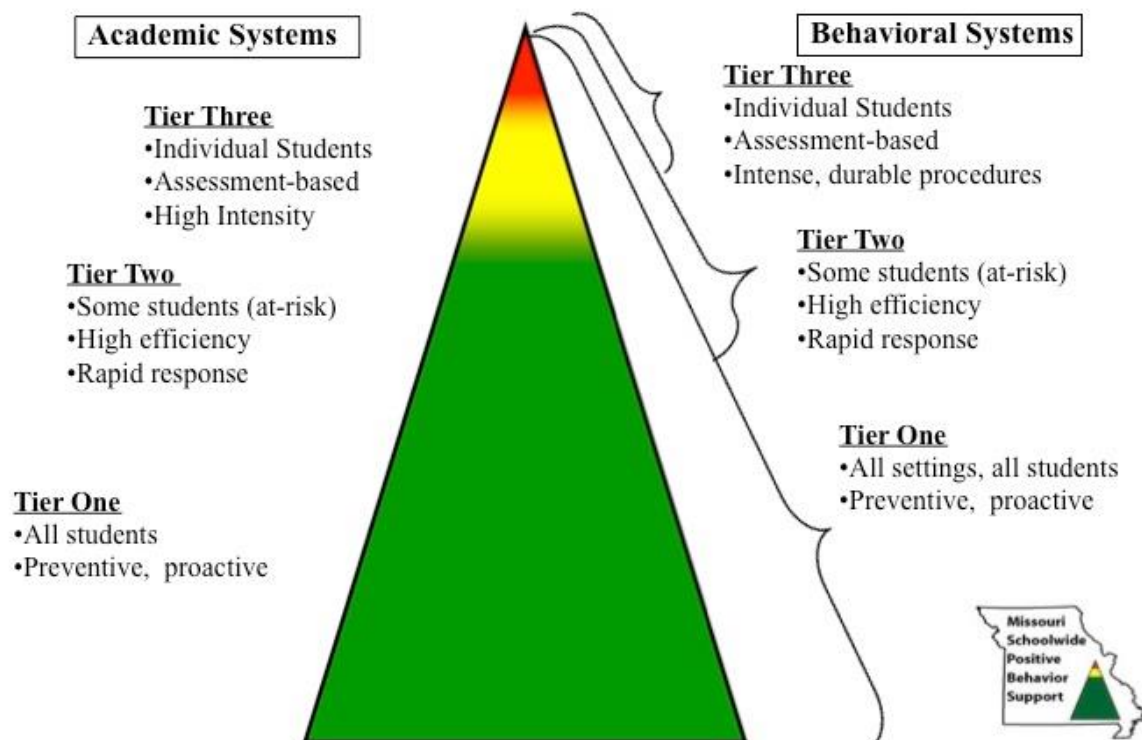 Academic Systems
Tier Three
•Individual Students
•Assessment-based
•High Intensity
Tier Two
•Some students (at-risk)
•High efficiency
•Rapid response
Tier One
•All students
•Preventive, proactive
Behavioral Systems
Tier Three
•Individual Students
•Assessment-based
•Intense, durable procedures
Tier Two
•Some students (at-risk)
•High efficiency
•Rapid response
Tier One
•All settings, all students
•Preventive, proactive
Missouri
Schoolwide
Positive
Behavior
Support